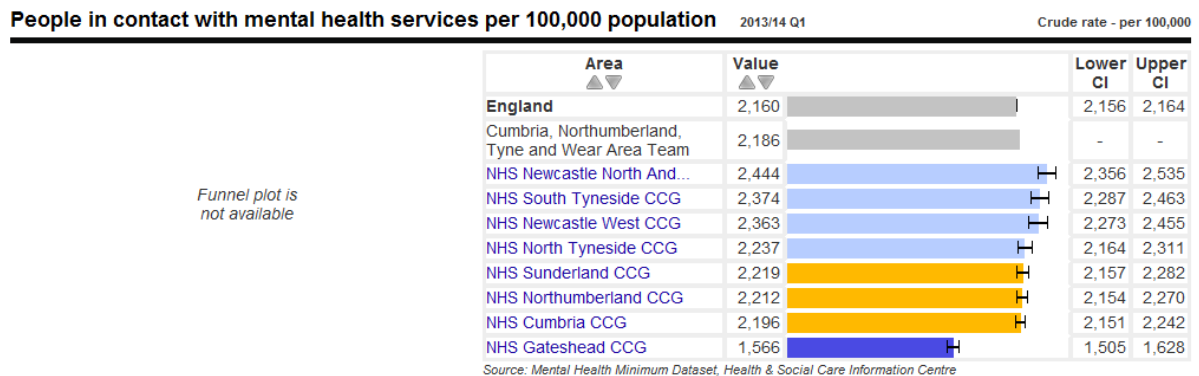 People in contact with mental health services per 100,000 population 2013/14 Q1 Crude rate - per 100,000
Area Value Lower CI Upper CI
England 2,160 2,156 2,164
Cumbria, Northumberland,
Tyne and Wear Area Team 2,186 - -
NHS Newcastle North And... 2,444 2,356 2,535
Funnel plot is
not available
NHS South Tyneside CCG 2,374 2,287 2,463
NHS Newcastle West CCG 2,363 2,273 2,455
NHS North Tyneside CCG 2,237 2,164 2,311
NHS Sunderland CCG 2,219 2,157 2,282
NHS Northumberland CCG 2,212 2,154 2,270
NHS Cumbria CCG 2,196 2,151 2,242
NHS Gateshead CCG 1,566 1,505 1,628
Source: Mental Health Minimum Dataset, Health & Social Care Information Centre